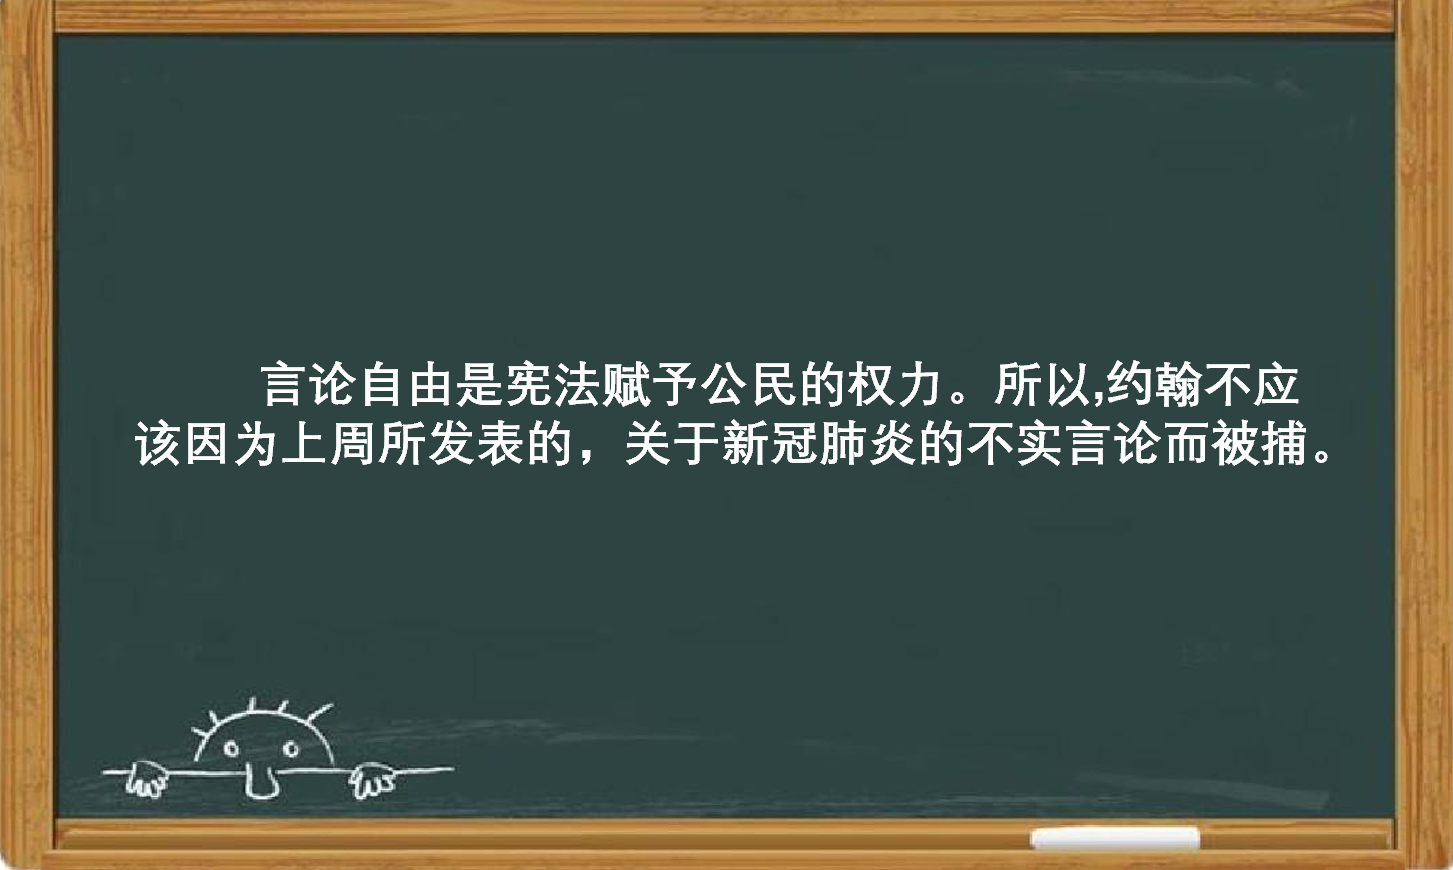 言论自由是宪法赋予公民的权力。所以,约翰不应
该因为上周所发表的，关于新冠肺炎的不实言论而被捕。